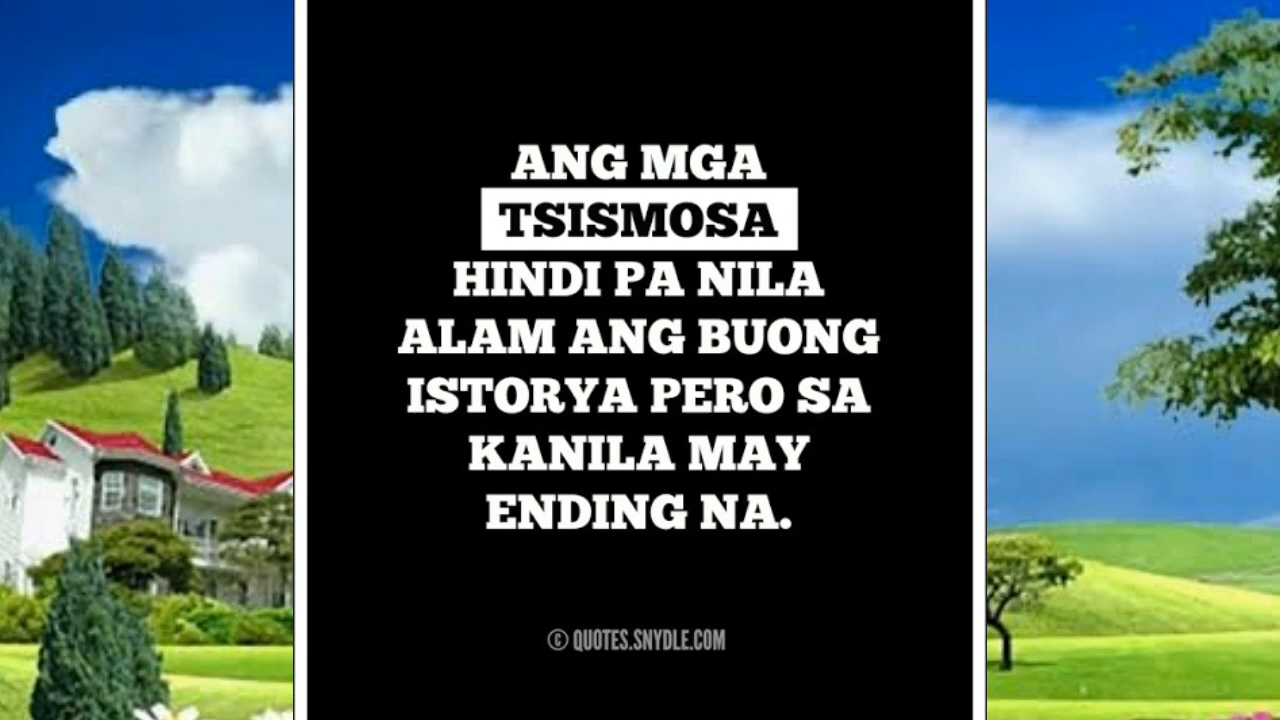 ANG MGA
TSISMOSA
HINDI PA NILA
ALAM ANG BUONG
ISTORYA PERO SA
KANILA MAY
ENDING NA.
© QUOTES.SNYDLE.COM